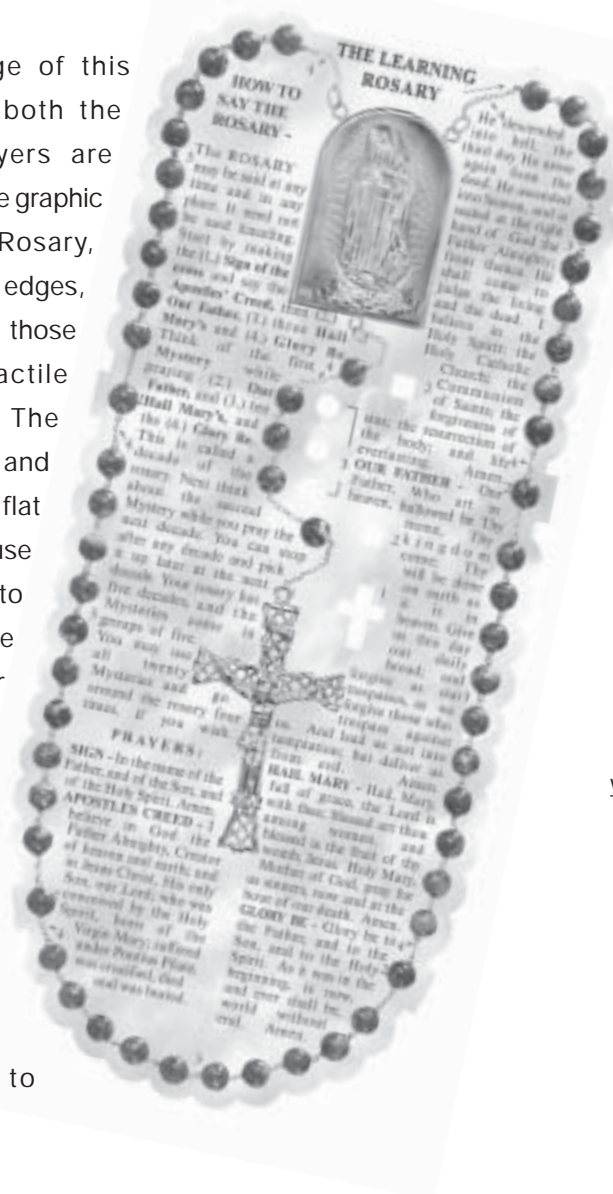 ge of this
both the
yers are
e graphic
Rosary,
edges,
those
actile
The
and
flat
use
to
e
to
THE LEARNING
ROSARY
HOW TO
SAY THE
ROSARY -
The ROSARY
may be said at any
time and in any
place. It need not
be said kneeling.
Start by making
the (1.) Sign of the
cross and say the
Apostles' Creed, then
Our Father, three Hail
Mary's and (4.) Glory Be
Think of the first
Mystery while
praying (2.) Our
Father, and (3.) ten
Hail Mary's, and
the (4.) Glory Be.
This is called a
decade of the
rosary. Next think
about the second
Mystery while you pray the
next decade. You can stop
after any decade and pick
it up later at the next
decade. Your rosary has
five decades, and the
Mysteries come in
groups of five.
You may say
all twenty
Mysteries and go
around the rosary four
times, if you wish.
PRAYERS:
SIGN - In the name of the
Father, and of the Son, and
of the Holy Spirit. Amen.
APOSTLES CREED - I
believe in God, the
Father Almighty, Creator
of heaven and earth; and
in Jesus Christ, His only
Son, our Lord; who was
conceived by the Holy
Spirit, born of the
Virgin Mary; suffered
under Pontius Pilate,
was crucified, died
and was buried.
He descended
into hell, the
third day He arose
again from the
dead. He ascended
into heaven, and is
seated at the right
hand of God the
Father Almighty;
from thence He
shall come to
judge the living
and the dead. I
believe in the
Holy Spirit; the
Holy Catholic
Church; the
Communion
of Saints; the
forgiveness of
sins; the resurrection of
the body; and life
everlasting. Amen.
OUR FATHER - Our
Father, Who art in
heaven, hallowed be Thy
name. Thy
kingdom
come. Thy
will be done
on earth as
it is in
heaven. Give
us this day
our daily
bread; and
forgive us our
trespasses, as we
forgive those who
trespass against
us. And lead us not into
temptation; but deliver us
from evil. Amen.
HAIL MARY - Hail, Mary,
full of grace, the Lord is
with thee. Blessed art thou
among women and
blessed is the fruit of thy
womb, Jesus. Holy Mary,
Mother of God, pray for
us sinners, now and at the
hour of our death. Amen.
GLORY BE - Glory be to
the Father, and to the
Son, and to the Holy
Spirit. As it was in the
beginning, is now,
and ever shall be,
world without
end. Amen.